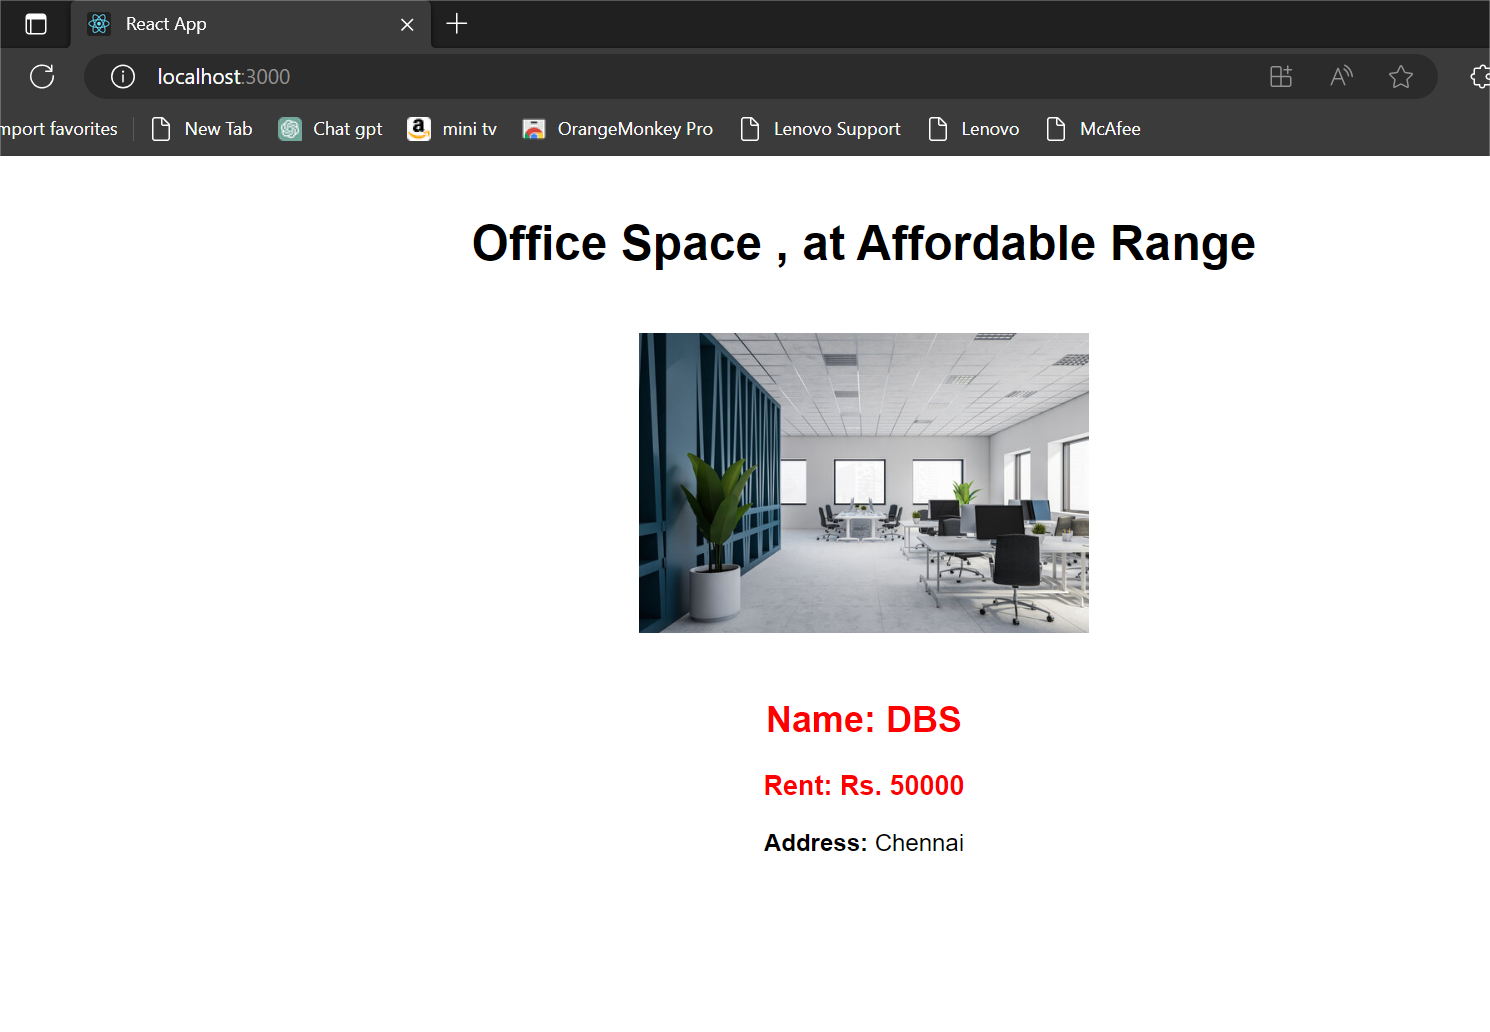 React App
localhost:3000
mport favorites New Tab Chat gpt mini tv OrangeMonkey Pro Lenovo Support Lenovo McAfee
Office Space , at Affordable Range
Name: DBS
Rent: Rs. 50000
Address: Chennai